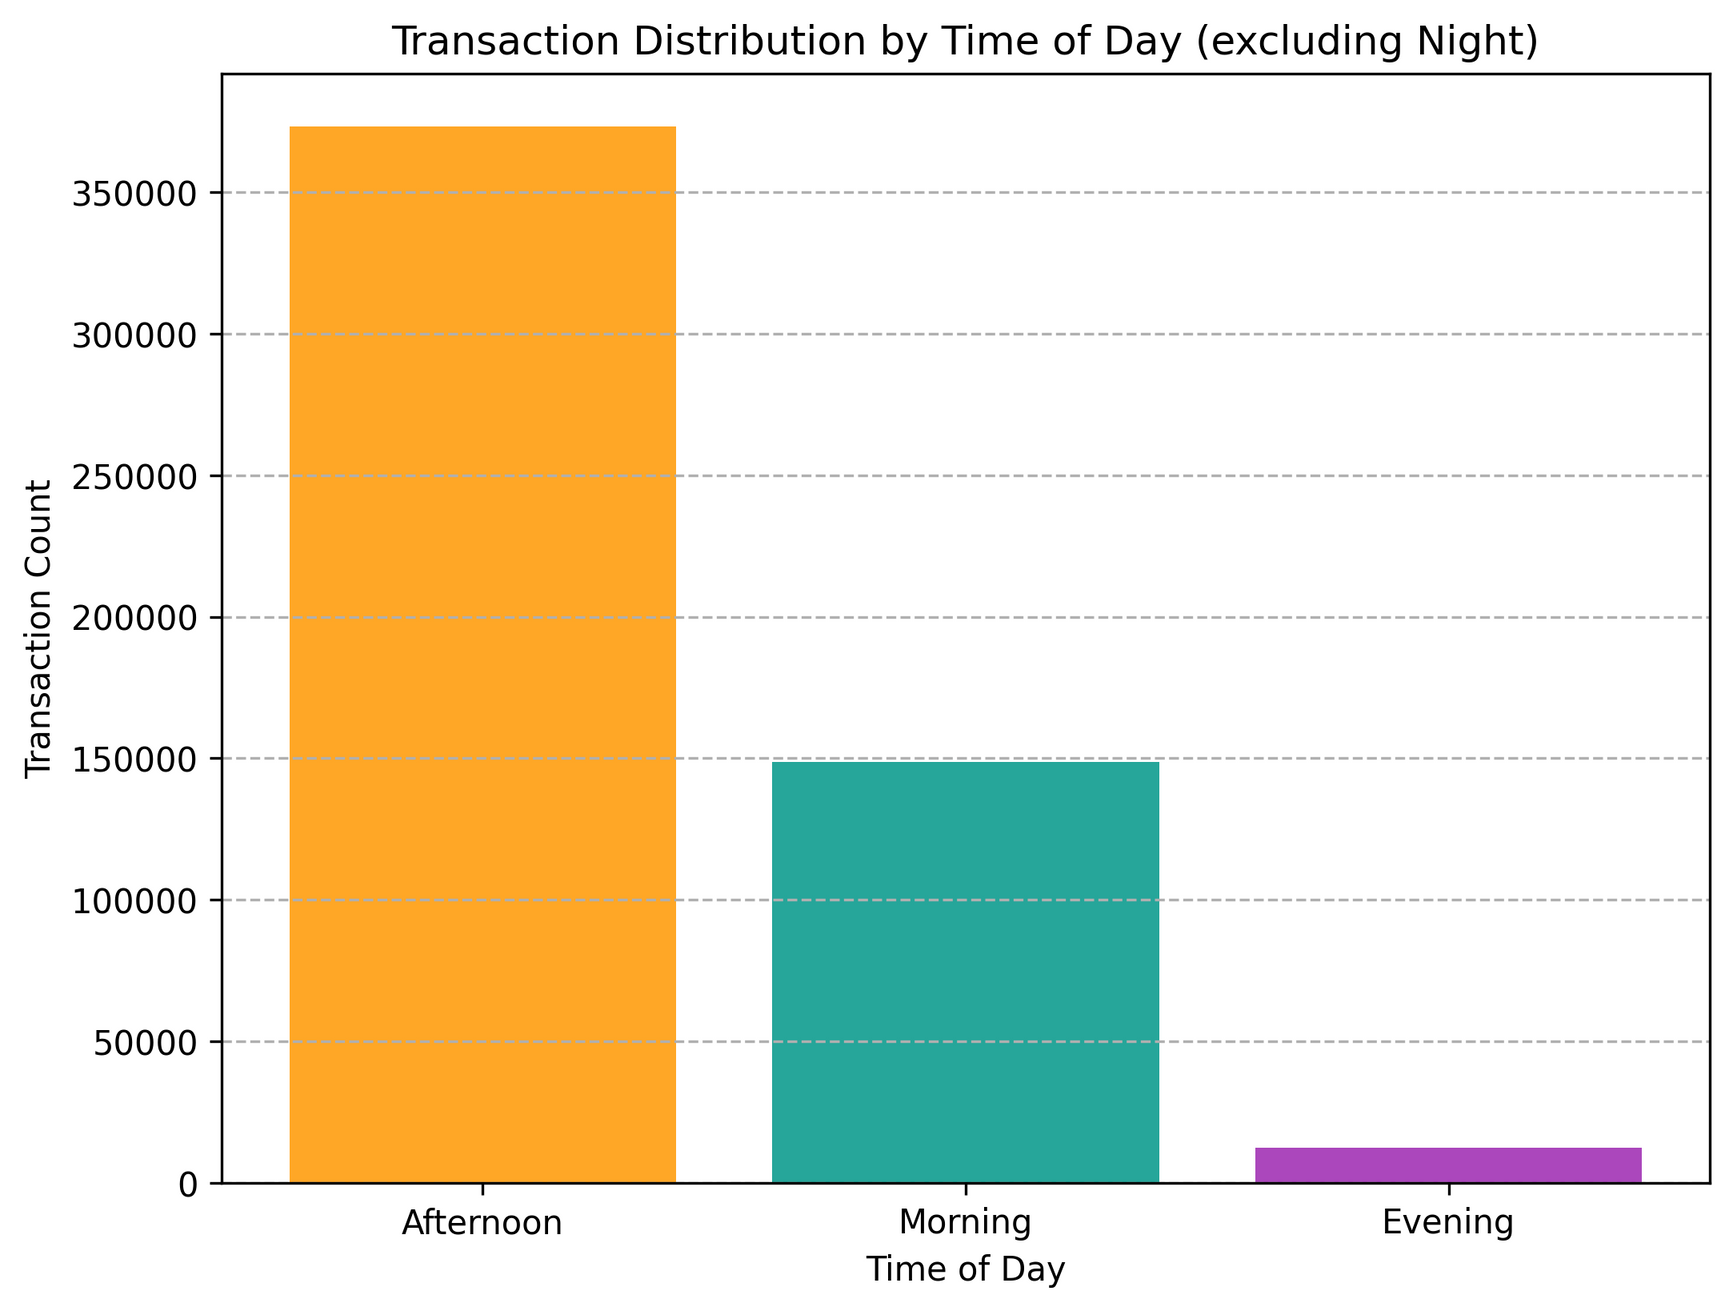 Transaction Distribution by Time of Day (excluding Night)
Transaction Count
350000
300000
250000
200000
150000
100000
50000
0
Afternoon
Morning
Evening
Time of Day